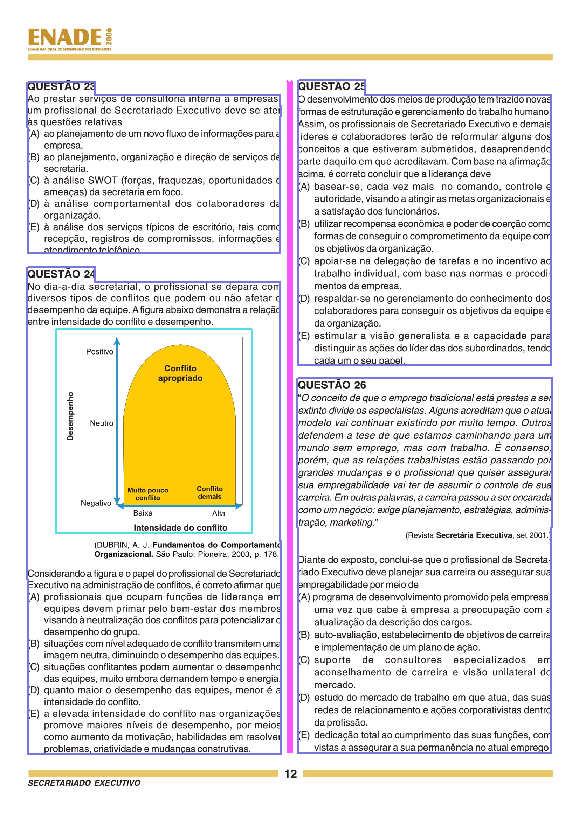 ENADE 2006
EXAME NACIONAL DE DESEMPENHO DOS ESTUDANTES
QUESTÃO 23
Ao prestar serviços de consultoria interna a empresas,
um profissional de Secretariado Executivo deve se ater
às questões relativas
(A) ao planejamento de um novo fluxo de informações para a
empresa.
(B) ao planejamento, organização e direção de serviços de
secretaria.
(C) à análise SWOT (forças, fraquezas, oportunidades e
ameaças) da secretaria em foco.
(D) à análise comportamental dos colaboradores da
organização.
(E) à análise dos serviços típicos de escritório, tais como
recepção, registros de compromissos, informações e
atendimento telefônico.
QUESTÃO 24
No dia-a-dia secretarial, o profissional se depara com
diversos tipos de conflitos que podem ou não afetar o
desempenho da equipe. A figura abaixo demonstra a relação
entre intensidade do conflito e desempenho.
Positivo
Conflito
apropriado
Desempenho
Neutro
Muito pouco
conflito
Conflito
demais
Negativo
Baixa
Alta
Intensidade do conflito
(DUBRIN, A. J. Fundamentos do Comportamento
Organizacional. São Paulo: Pioneira, 2003, p. 178.
Considerando a figura e o papel do profissional de Secretariado
Executivo na administração de conflitos, é correto afirmar que
(A) profissionais que ocupam funções de liderança em
equipes devem primar pelo bem-estar dos membros
visando à neutralização dos conflitos para potencializar o
desempenho do grupo.
(B) situações com nível adequado de conflito transmitem uma
imagem neutra, diminuindo o desempenho das equipes.
(C) situações conflitantes podem aumentar o desempenho
das equipes, muito embora demandem tempo e energia.
(D) quanto maior o desempenho das equipes, menor é a
intensidade do conflito.
(E) a elevada intensidade do conflito nas organizações
promove maiores níveis de desempenho, por meios
como aumento da motivação, habilidades em resolver
problemas, criatividade e mudanças construtivas.
QUESTÃO 25
O desenvolvimento dos meios de produção tem trazido novas
formas de estruturação e gerenciamento do trabalho humano.
Assim, os profissionais de Secretariado Executivo e demais
líderes e colaboradores terão de reformular alguns dos
conceitos a que estiveram submetidos, desaprendendo
parte daquilo em que acreditavam. Com base na afirmação
acima, é correto concluir que a liderança deve
(A) basear-se, cada vez mais no comando, controle e
autoridade, visando a atingir as metas organizacionais e
a satisfação dos funcionários.
(B) utilizar recompensa econômica e poder de coerção como
formas de conseguir o comprometimento da equipe com
os objetivos da organização.
(C) apoiar-se na delegação de tarefas e no incentivo ao
trabalho individual, com base nas normas e procedi-
mentos da empresa.
(D) respaldar-se no gerenciamento do conhecimento dos
colaboradores para conseguir os objetivos da equipe e
da organização.
(E) estimular a visão generalista e a capacidade para
distinguir as ações do líder das dos subordinados, tendo
cada um o seu papel.
QUESTÃO 26
"O conceito de que o emprego tradicional está prestes a ser
extinto divide os especialistas. Alguns acreditam que o atual
modelo vai continuar existindo por muito tempo. Outros
defendem a tese de que estamos caminhando para um
mundo sem emprego, mas com trabalho. É consenso,
porém, que as relações trabalhistas estão passando por
grandes mudanças e o profissional que quiser assegurar
sua empregabilidade vai ter de assumir o controle de sua
carreira. Em outras palavras, a carreira passou a ser encarada
como um negócio: exige planejamento, estratégias, adminis-
tração, marketing."
(Revista Secretária Executiva, set. 2001.)
Diante do exposto, conclui-se que o profissional de Secreta-
riado Executivo deve planejar sua carreira ou assegurar sua
empregabilidade por meio de
(A) programa de desenvolvimento promovido pela empresa,
uma vez que cabe à empresa a preocupação com a
atualização da descrição dos cargos.
(B) auto-avaliação, estabelecimento de objetivos de carreira
e implementação de um plano de ação.
(C) suporte de consultores especializados em
aconselhamento de carreira e visão unilateral do
mercado.
(D) estudo do mercado de trabalho em que atua, das suas
redes de relacionamento e ações corporativistas dentro
da profissão.
(E) dedicação total ao cumprimento das suas funções, com
vistas a assegurar a sua permanência no atual emprego.
12
SECRETARIADO EXECUTIVO